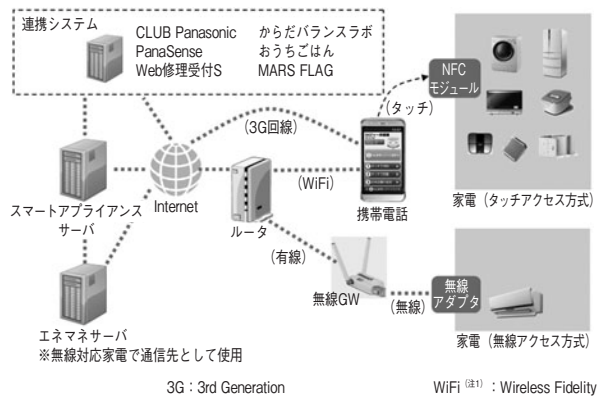 連携システム
CLUB Panasonic
からだバランスラボ
PanaSense
おうちごはん
Web修理受付S
MARS FLAG
NFC
モジュール
(タッチ)
(3G回線)
(WiFi)
スマートアプライアンス
サーバ
Internet
ルータ
携帯電話
家電(タッチアクセス方式)
(有線)
無線GW
(無線)
無線
アダプタ
エネマネサーバ
※無線対応家電で通信先として使用
家電(無線アクセス方式)
3G:3rd Generation
WiFi(注1):Wireless Fidelity